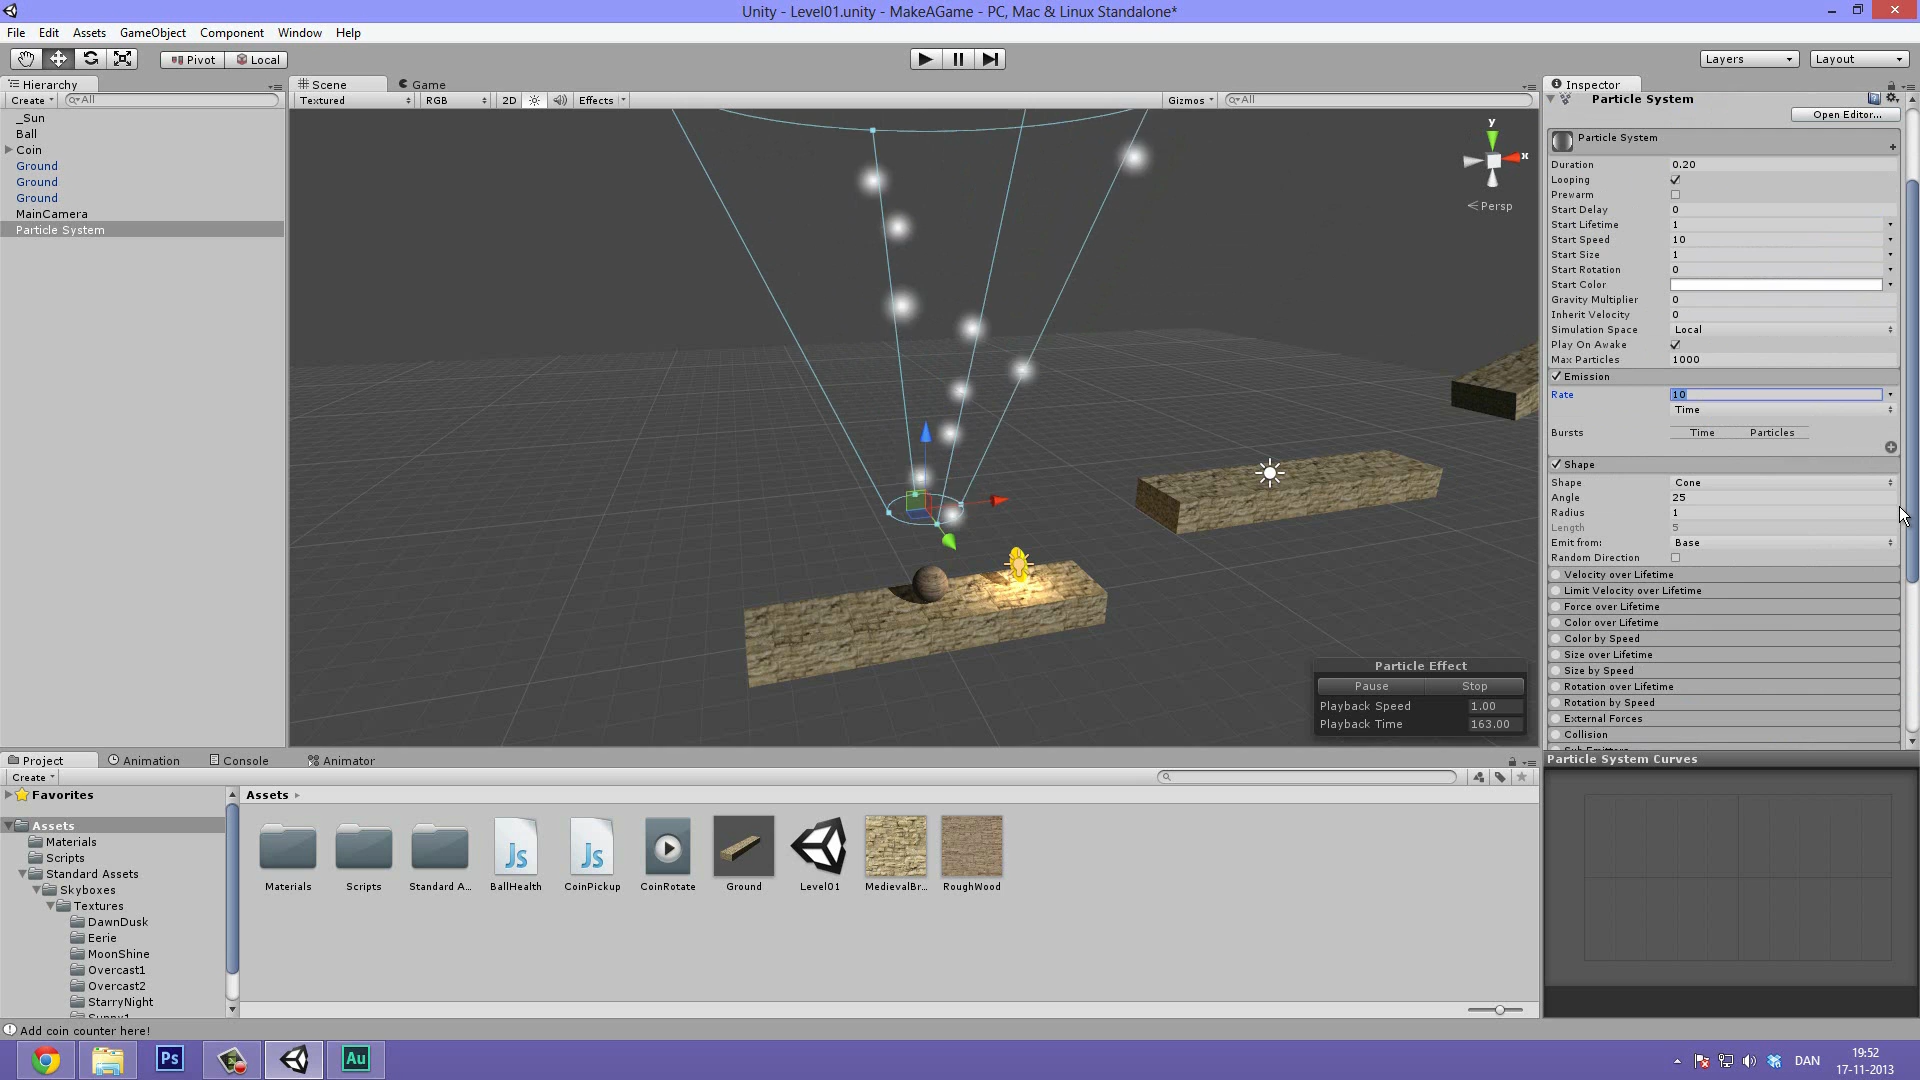 Unity - Level01.unity - MakeAGame - PC, Mac & Linux Standalone*
File Edit Assets GameObject Component Window Help
Pivot Local Layers Layout
Hierarchy
Create All
_Sun
Ball
Coin
Ground
Ground
Ground
MainCamera
Particle System
Scene Game
Textured RGB 2D Effects Gizmos All
y
x
Persp
Particle Effect
Pause Stop
Playback Speed 1.00
Playback Time 163.00
Inspector
Particle System
Open Editor...
Particle System
Duration 0.20
Looping
Prewarm
Start Delay 0
Start Lifetime 1
Start Speed 10
Start Size 1
Start Rotation 0
Start Color
Gravity Multiplier 0
Inherit Velocity 0
Simulation Space Local
Play On Awake
Max Particles 1000
Emission
Rate 10
Time
Bursts Time Particles
Shape
Shape Cone
Angle 25
Radius 1
Length 5
Emit from: Base
Random Direction
Velocity over Lifetime
Limit Velocity over Lifetime
Force over Lifetime
Color over Lifetime
Color by Speed
Size over Lifetime
Size by Speed
Rotation over Lifetime
Rotation by Speed
External Forces
Collision
Particle System Curves
Project Animation Console Animator
Create
Favorites
Assets
Materials
Scripts
Standard Assets
Skyboxes
Textures
DawnDusk
Eerie
MoonShine
Overcast1
Overcast2
StarryNight
Assets
Materials Scripts Standard A... BallHealth CoinPickup CoinRotate Ground Level01 MedievalBr... RoughWood
Js Js
Add coin counter here!
Ps Au
DAN
19:52
17-11-2013